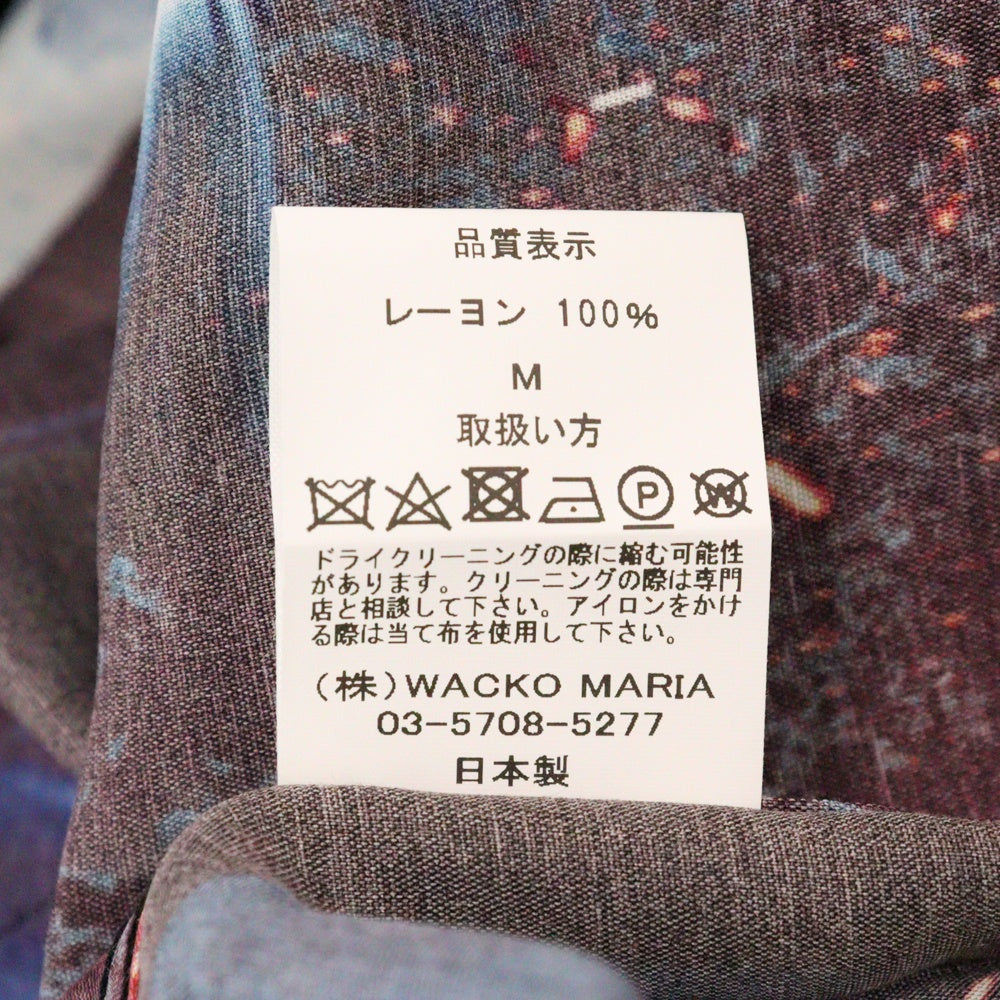 品質表示
レーヨン 100%
M
取扱い方
P
W
ドライクリーニングの際に縮む可能性
があります。クリーニングの際は専門
店と相談して下さい。アイロンをかけ
る際は当て布を使用して下さい。
(株)WACKO MARIA
03-5708-5277
日本製